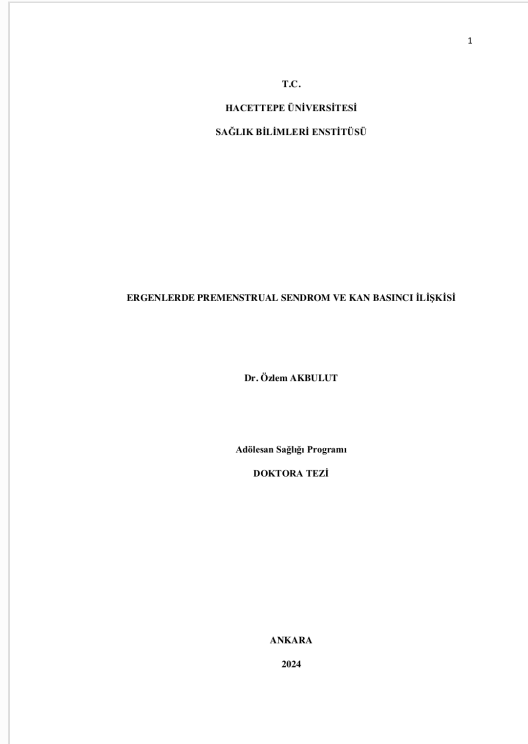 1
T.C.
HACETTEPE ÜNİVERSİTESİ
SAĞLIK BİLİMLERİ ENSTİTÜSÜ
ERGENLERDE PREMENSTRUAL SENDROM VE KAN BASINCI İLİŞKİSİ
Dr. Özlem AKBULUT
Adölesan Sağlığı Programı
DOKTORA TEZİ
ANKARA
2024